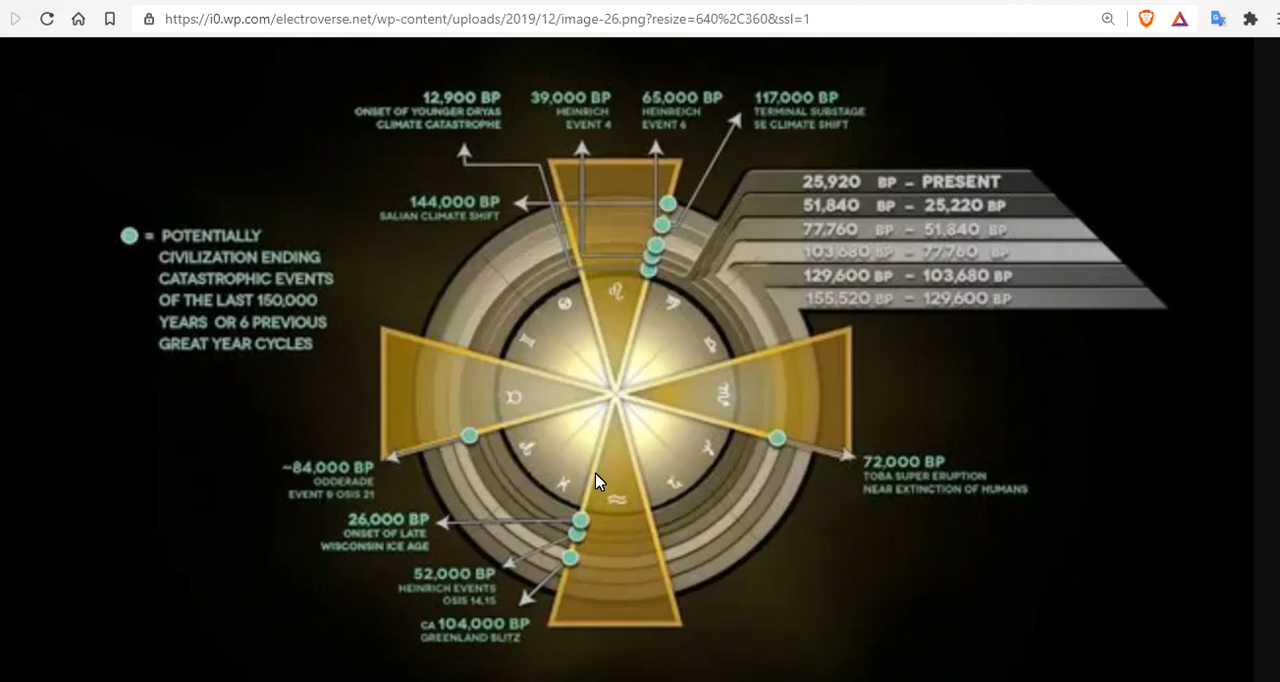 https://i0.wp.com/electroverse.net/wp-content/uploads/2019/12/image-26.png?resize=640%2C360&ssl=1
12,900 BP
ONSET OF YOUNGER DRYAS
CLIMATE CATASTROPHE
39,000 BP
HEINRICH
EVENT 4
65,000 BP
HEINREICH
EVENT 6
117,000 BP
TERMINAL SUBSTAGE
5E CLIMATE SHIFT
144,000 BP
SALIAN CLIMATE SHIFT
25,920 BP – PRESENT
51,840 BP – 25,220 BP
77,760 BP – 51,840 BP
103,680 BP – 77,760 BP
129,600 BP – 103,680 BP
155,520 BP – 129,600 BP
= POTENTIALLY
CIVILIZATION ENDING
CATASTROPHIC EVENTS
OF THE LAST 150,000
YEARS OR 6 PREVIOUS
GREAT YEAR CYCLES
♌
♋
♍
♊
♎
♉
♏
♈
♐
♓
♑
♒
~84,000 BP
ODDERADE
EVENT & OSIS 21
72,000 BP
TOBA SUPER ERUPTION
NEAR EXTINCTION OF HUMANS
26,000 BP
ONSET OF LATE
WISCONSIN ICE AGE
52,000 BP
HEINRICH EVENTS
OSIS 14,15
CA 104,000 BP
GREENLAND BLITZ